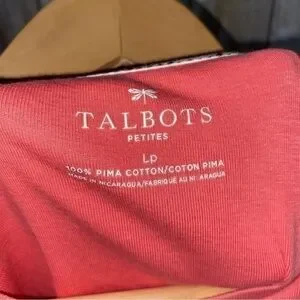 TALBOTS
PETITES
LP
100% PIMA COTTON/COTON PIMA
MADE IN NICARAGUA/FABRIQUÉ AU NICARAGUA